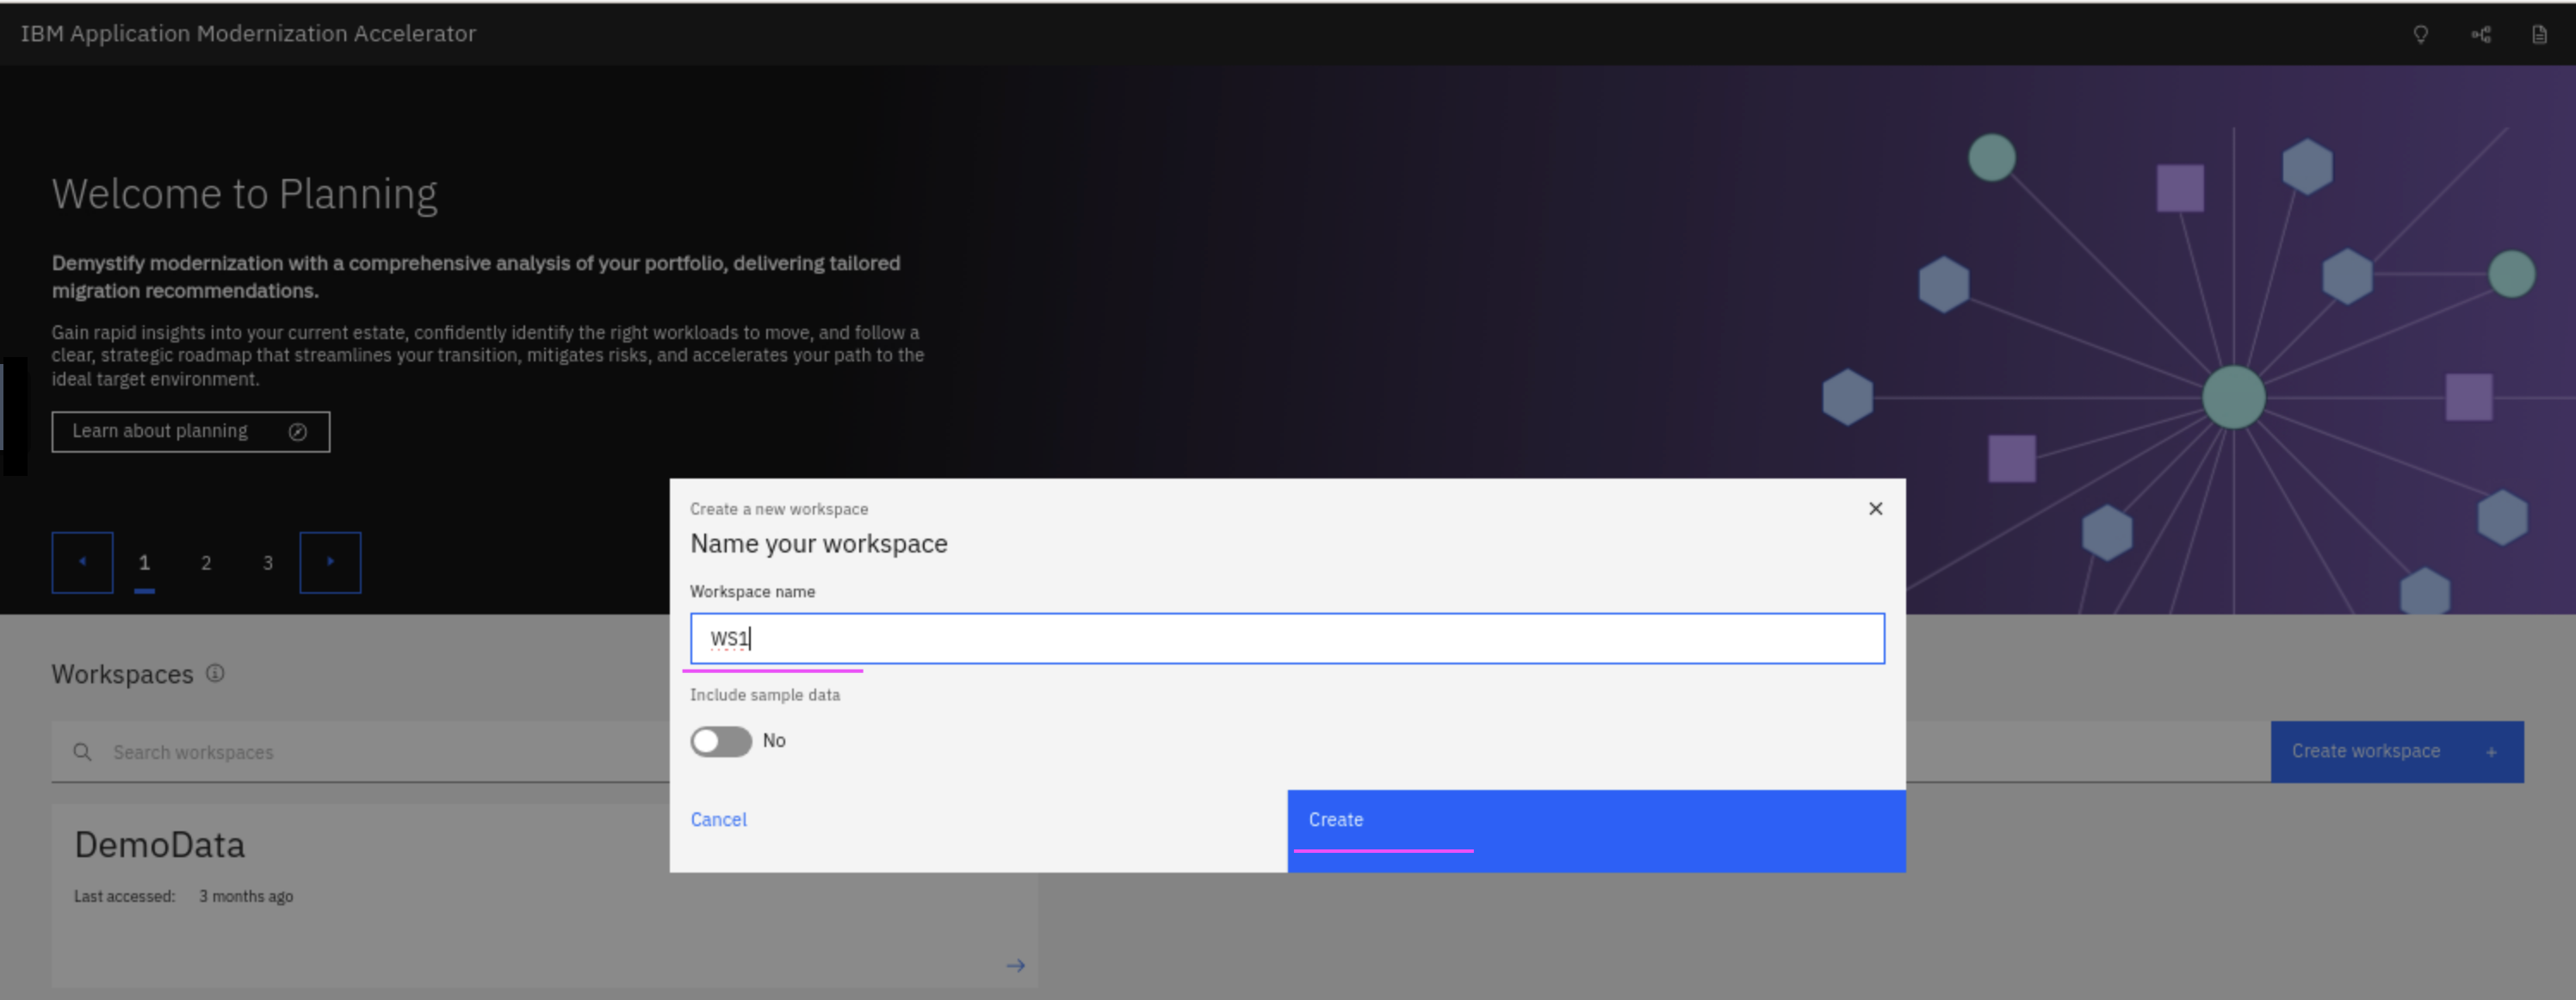 IBM Application Modernization Accelerator
Welcome to Planning
Demystify modernization with a comprehensive analysis of your portfolio, delivering tailored
migration recommendations.
Gain rapid insights into your current estate, confidently identify the right workloads to move, and follow a
clear, strategic roadmap that streamlines your transition, mitigates risks, and accelerates your path to the
ideal target environment.
Learn about planning
1 2 3
Create a new workspace
Name your workspace
Workspace name
WS1
Include sample data
No
Cancel
Create
Workspaces
Search workspaces
Create workspace +
DemoData
Last accessed: 3 months ago